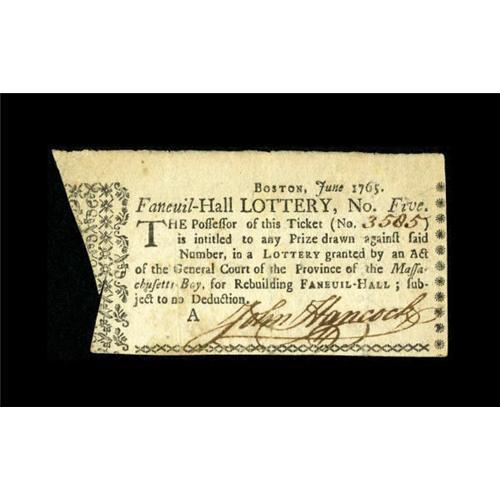 BOSTON, June 1765.
Faneuil-Hall LOTTERY, No. Five.
THE Possessor of this Ticket (No. 3585)
is intitled to any Prize drawn against said
Number, in a LOTTERY granted by an Act
of the General Court of the Province of the Massa-
chusetts-Bay, for Rebuilding FANEUIL-HALL; sub-
ject to no Deduction.
A John Hancock